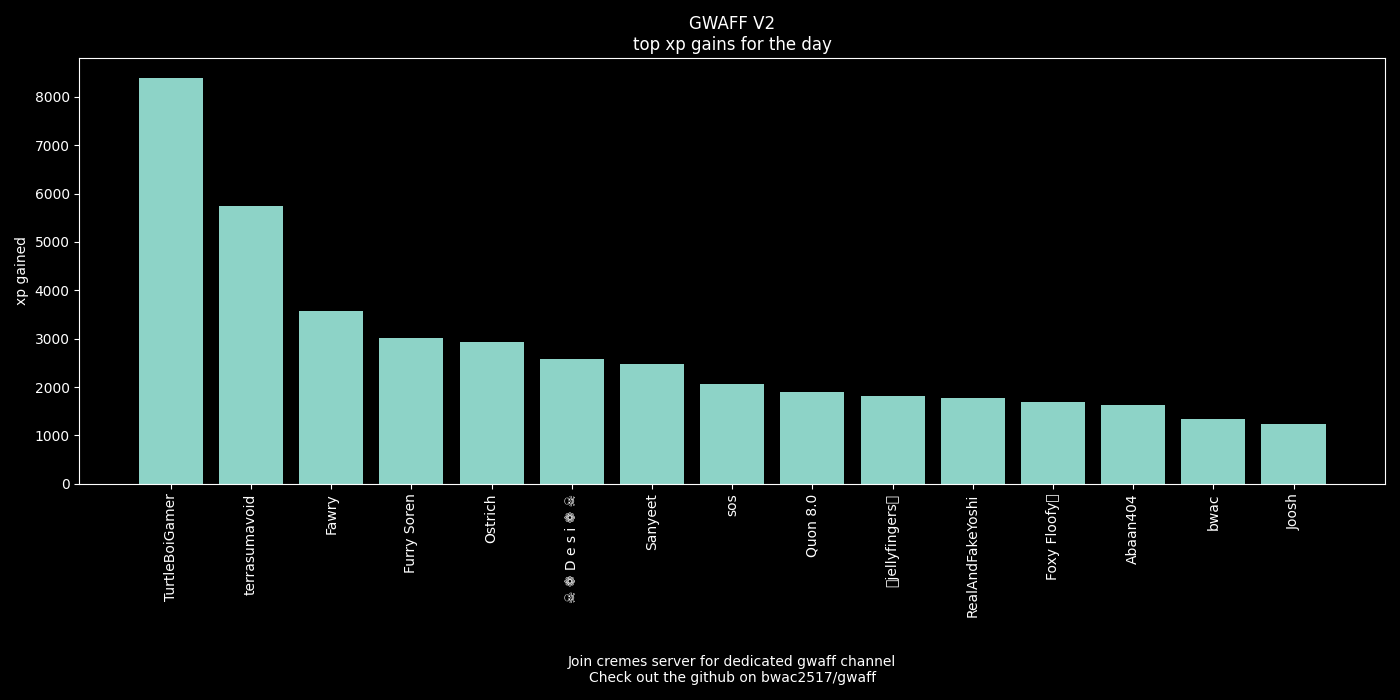 GWAFF V2
top xp gains for the day
xp gained
8000
7000
6000
5000
4000
3000
2000
1000
0
TurtleBoiGamer
terrasumavoid
Fawry
Furry Soren
Ostrich
☠ ❁ D e s i ❁ ☠
Sanyeet
sos
Quon 8.0
jellyfingers
RealAndFakeYoshi
Foxy Floofy
Abaan404
bwac
Joosh
Join cremes server for dedicated gwaff channel
Check out the github on bwac2517/gwaff